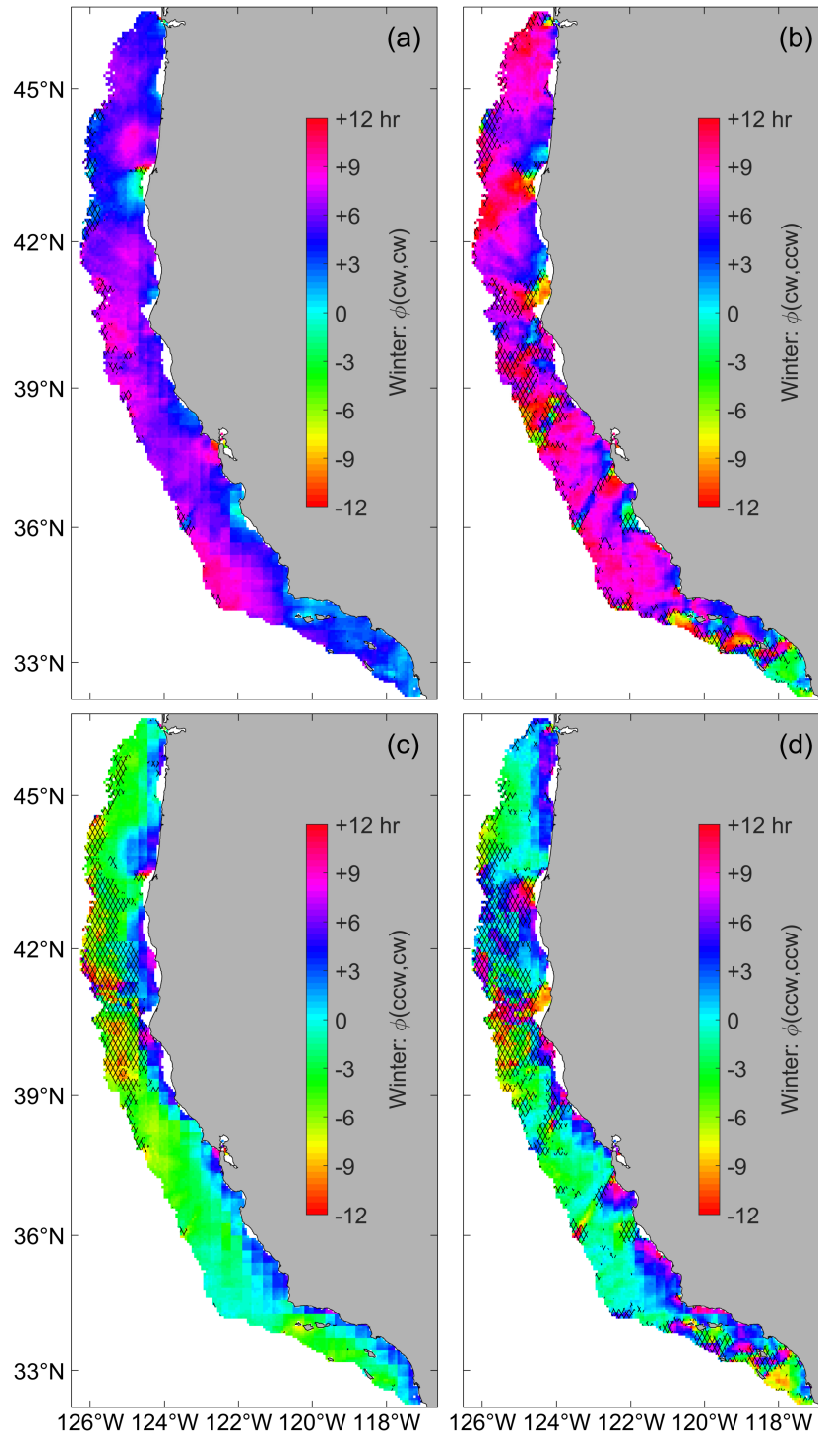 (a)
(b)
45°N
42°N
39°N
36°N
33°N
+12 hr
+9
+6
+3
0
-3
-6
-9
-12
Winter: ϕ(cw,cw)
+12 hr
+9
+6
+3
0
-3
-6
-9
-12
Winter: ϕ(cw,ccw)
(c)
(d)
45°N
42°N
39°N
36°N
33°N
+12 hr
+9
+6
+3
0
-3
-6
-9
-12
Winter: ϕ(ccw,cw)
+12 hr
+9
+6
+3
0
-3
-6
-9
-12
Winter: ϕ(ccw,ccw)
126°W 124°W 122°W 120°W 118°W
126°W 124°W 122°W 120°W 118°W